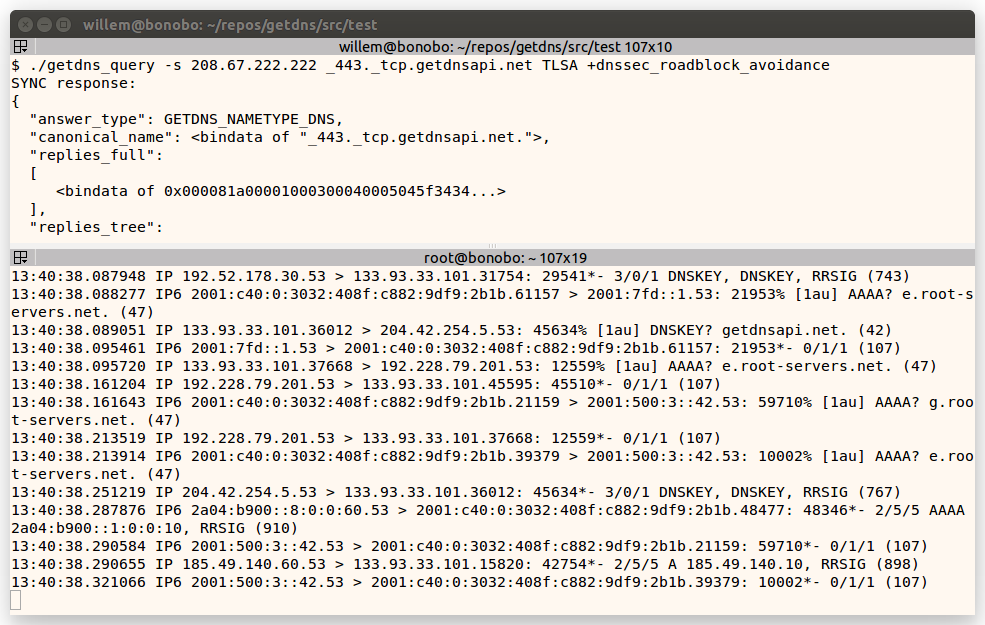 willem@bonobo: ~/repos/getdns/src/test
willem@bonobo: ~/repos/getdns/src/test 107x10
$ ./getdns_query -s 208.67.222.222 _443._tcp.getdnsapi.net TLSA +dnssec_roadblock_avoidance
SYNC response:
{
  "answer_type": GETDNS_NAMETYPE_DNS,
  "canonical_name": <bindata of "_443._tcp.getdnsapi.net.">,
  "replies_full":
  [
     <bindata of 0x000081a00001000300040005045f3434...>
  ],
  "replies_tree":
root@bonobo: ~ 107x19
13:40:38.087948 IP 192.52.178.30.53 > 133.93.33.101.31754: 29541*- 3/0/1 DNSKEY, DNSKEY, RRSIG (743)
13:40:38.088277 IP6 2001:c40:0:3032:408f:c882:9df9:2b1b.61157 > 2001:7fd::1.53: 21953% [1au] AAAA? e.root-s
ervers.net. (47)
13:40:38.089051 IP 133.93.33.101.36012 > 204.42.254.5.53: 45634% [1au] DNSKEY? getdnsapi.net. (42)
13:40:38.095461 IP6 2001:7fd::1.53 > 2001:c40:0:3032:408f:c882:9df9:2b1b.61157: 21953*- 0/1/1 (107)
13:40:38.095720 IP 133.93.33.101.37668 > 192.228.79.201.53: 12559% [1au] AAAA? e.root-servers.net. (47)
13:40:38.161204 IP 192.228.79.201.53 > 133.93.33.101.45595: 45510*- 0/1/1 (107)
13:40:38.161643 IP6 2001:c40:0:3032:408f:c882:9df9:2b1b.21159 > 2001:500:3::42.53: 59710% [1au] AAAA? g.roo
t-servers.net. (47)
13:40:38.213519 IP 192.228.79.201.53 > 133.93.33.101.37668: 12559*- 0/1/1 (107)
13:40:38.213914 IP6 2001:c40:0:3032:408f:c882:9df9:2b1b.39379 > 2001:500:3::42.53: 10002% [1au] AAAA? e.roo
t-servers.net. (47)
13:40:38.251219 IP 204.42.254.5.53 > 133.93.33.101.36012: 45634*- 3/0/1 DNSKEY, DNSKEY, RRSIG (767)
13:40:38.287876 IP6 2a04:b900::8:0:0:60.53 > 2001:c40:0:3032:408f:c882:9df9:2b1b.48477: 48346*- 2/5/5 AAAA
2a04:b900::1:0:0:10, RRSIG (910)
13:40:38.290584 IP6 2001:500:3::42.53 > 2001:c40:0:3032:408f:c882:9df9:2b1b.21159: 59710*- 0/1/1 (107)
13:40:38.290655 IP 185.49.140.60.53 > 133.93.33.101.15820: 42754*- 2/5/5 A 185.49.140.10, RRSIG (898)
13:40:38.321066 IP6 2001:500:3::42.53 > 2001:c40:0:3032:408f:c882:9df9:2b1b.39379: 10002*- 0/1/1 (107)